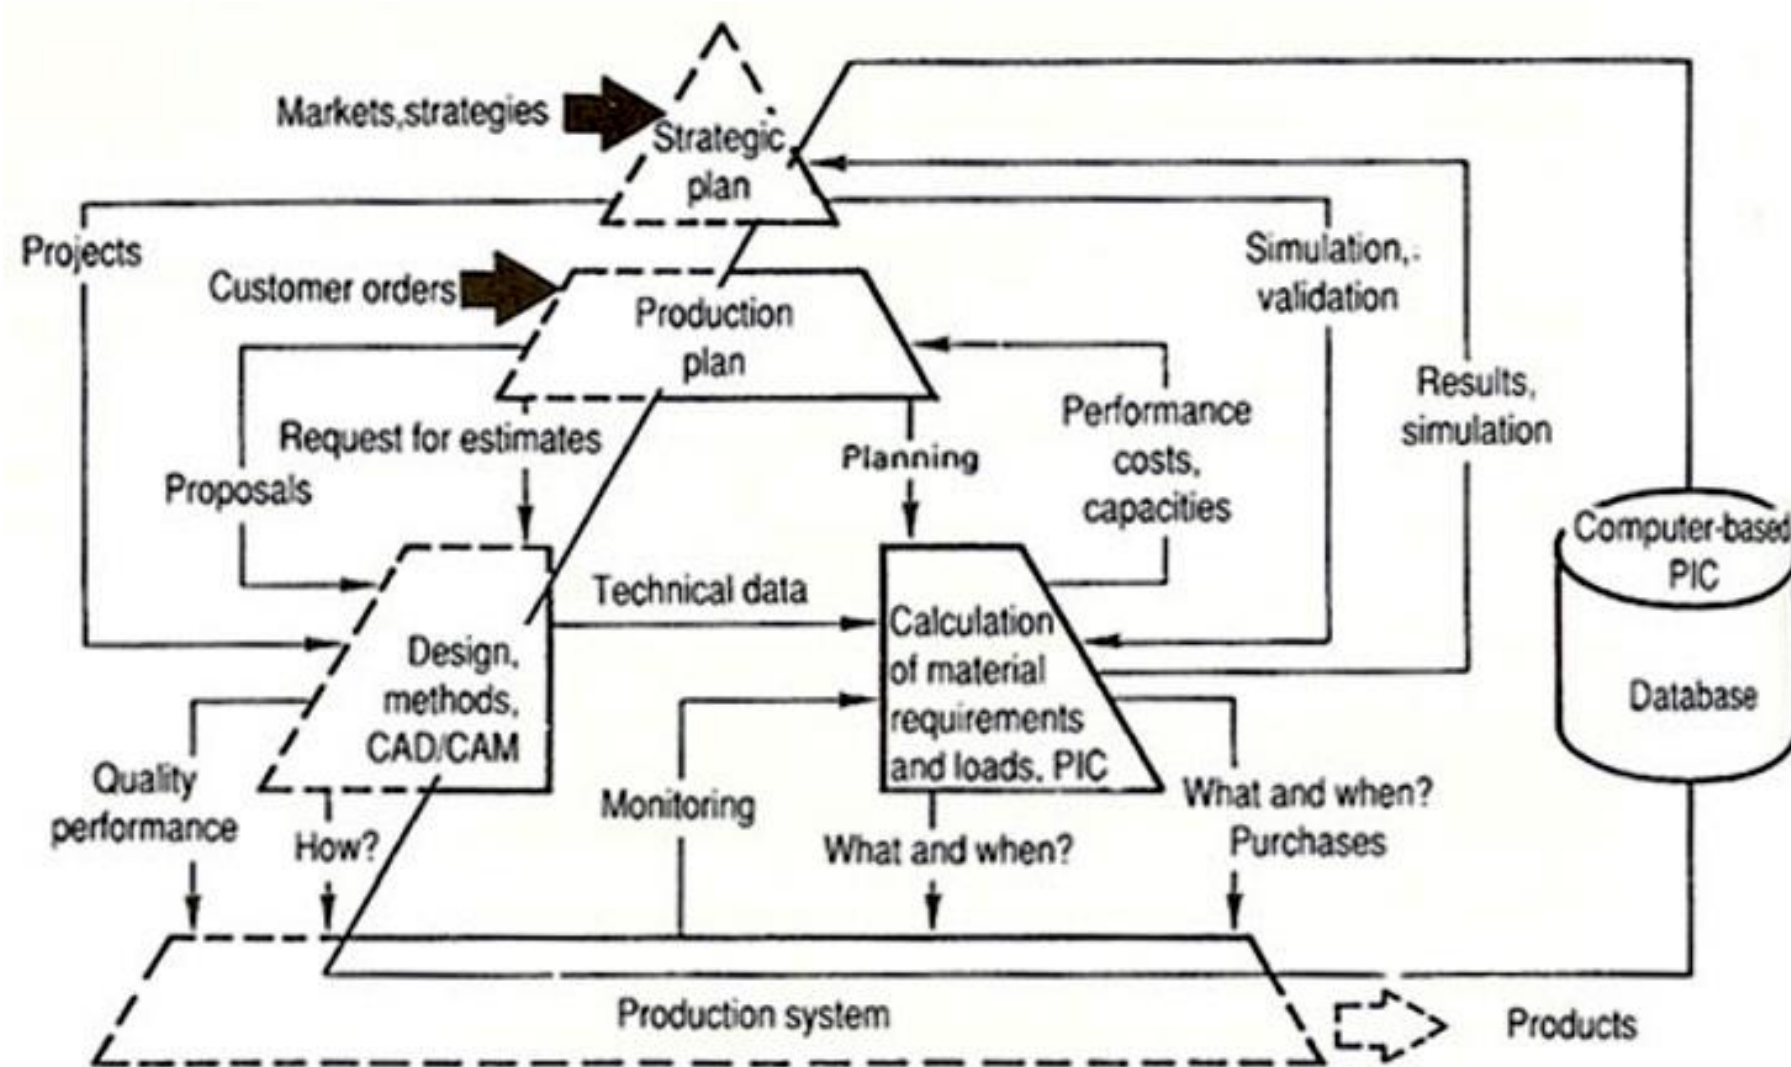 Markets,strategies
Strategic
plan
Projects
Customer orders
Production
plan
Simulation,
validation
Results,
simulation
Request for estimates
Planning
Performance
costs,
capacities
Proposals
Computer-based
PIC
Database
Technical data
Design,
methods,
CAD/CAM
Calculation
of material
requirements
and loads, PIC
Quality
performance
How?
Monitoring
What and when?
What and when?
Purchases
Production system
Products